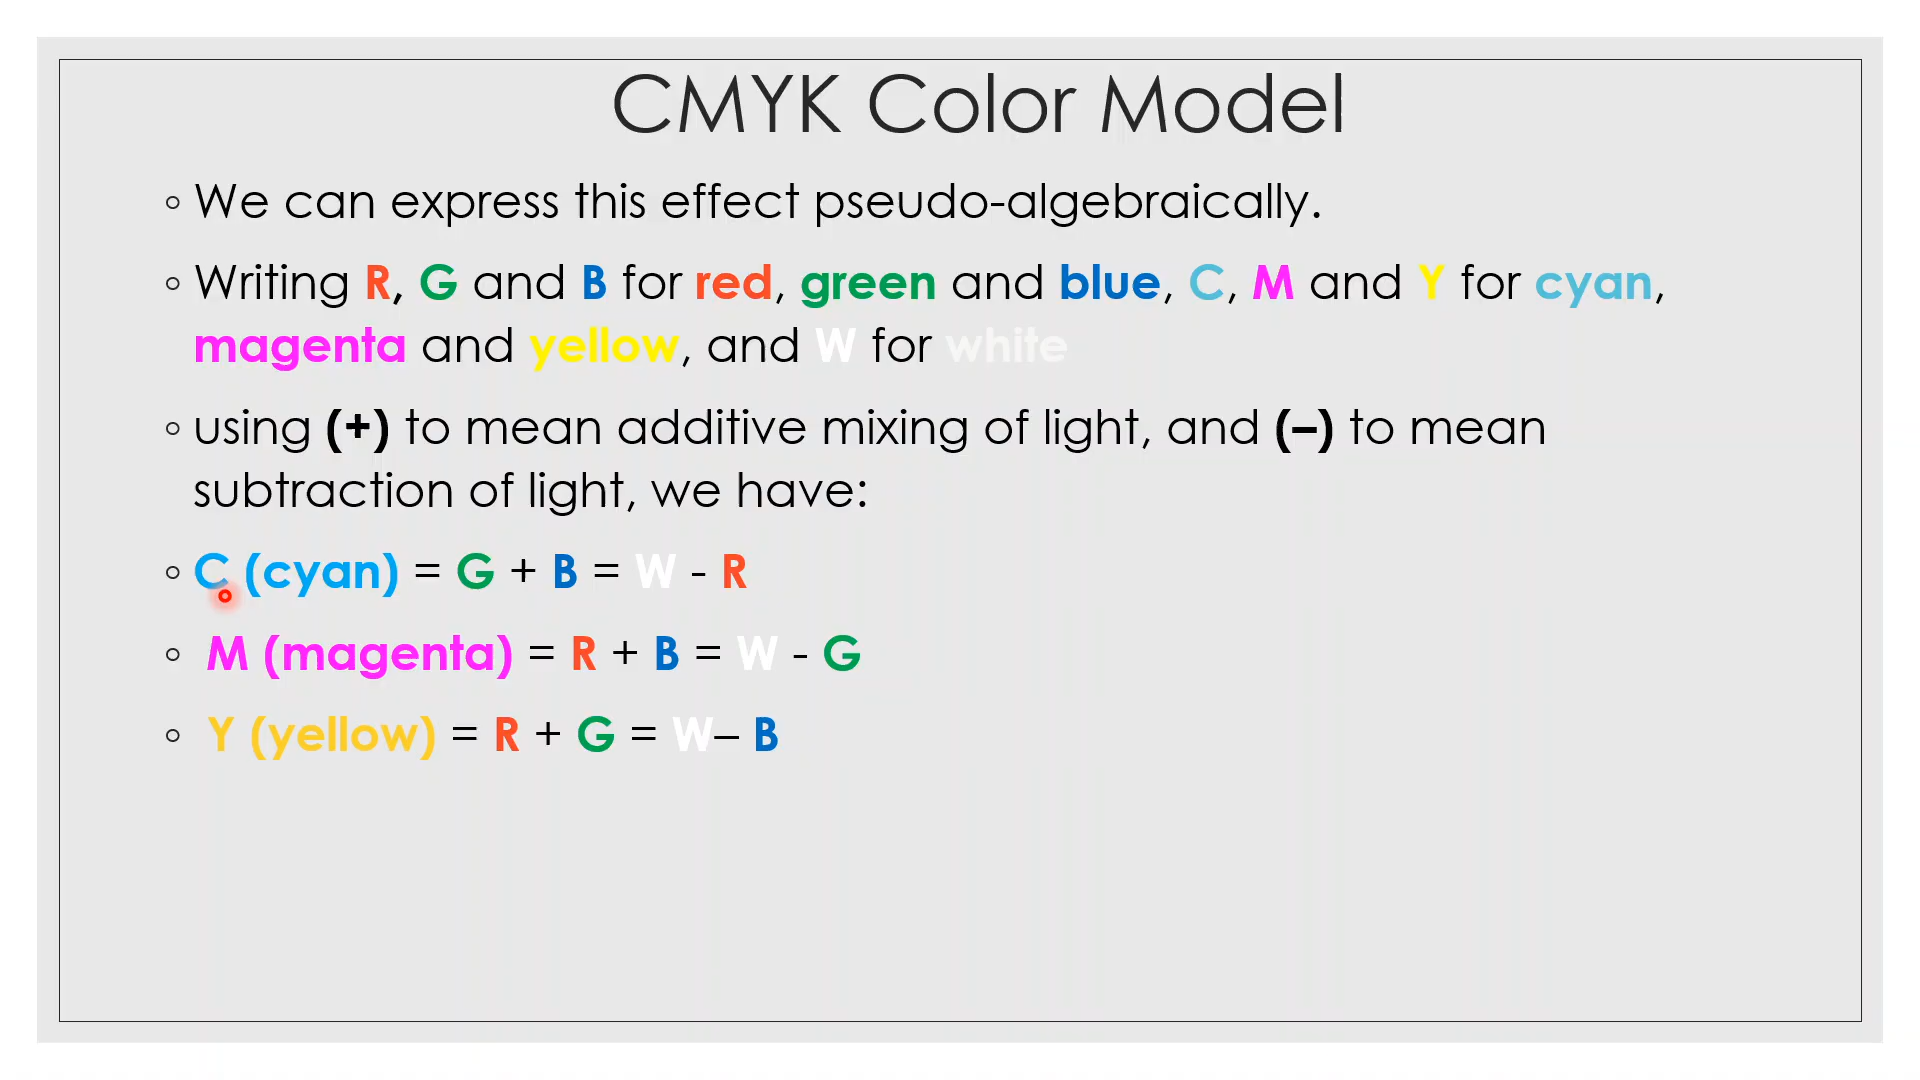 CMYK Color Model
◦ We can express this effect pseudo-algebraically.
◦ Writing R, G and B for red, green and blue, C, M and Y for cyan,
magenta and yellow, and W for white
◦ using (+) to mean additive mixing of light, and (–) to mean
subtraction of light, we have:
◦ C (cyan) = G + B = W - R
◦ M (magenta) = R + B = W - G
◦ Y (yellow) = R + G = W– B